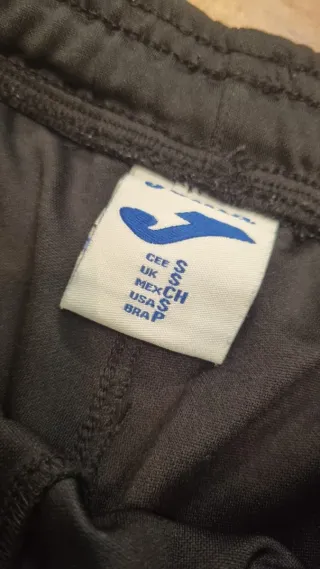 CEE S
UK S
MEX CH
USA S
BRA P